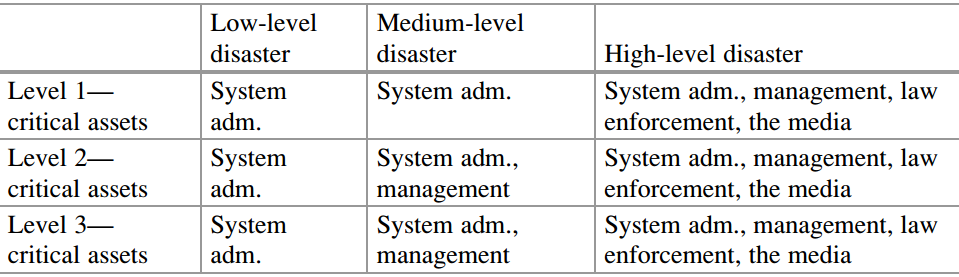 Low-level disaster | Medium-level disaster | High-level disaster
Level 1— critical assets | System adm. | System adm. | System adm., management, law enforcement, the media
Level 2— critical assets | System adm. | System adm., management | System adm., management, law enforcement, the media
Level 3— critical assets | System adm. | System adm., management | System adm., management, law enforcement, the media